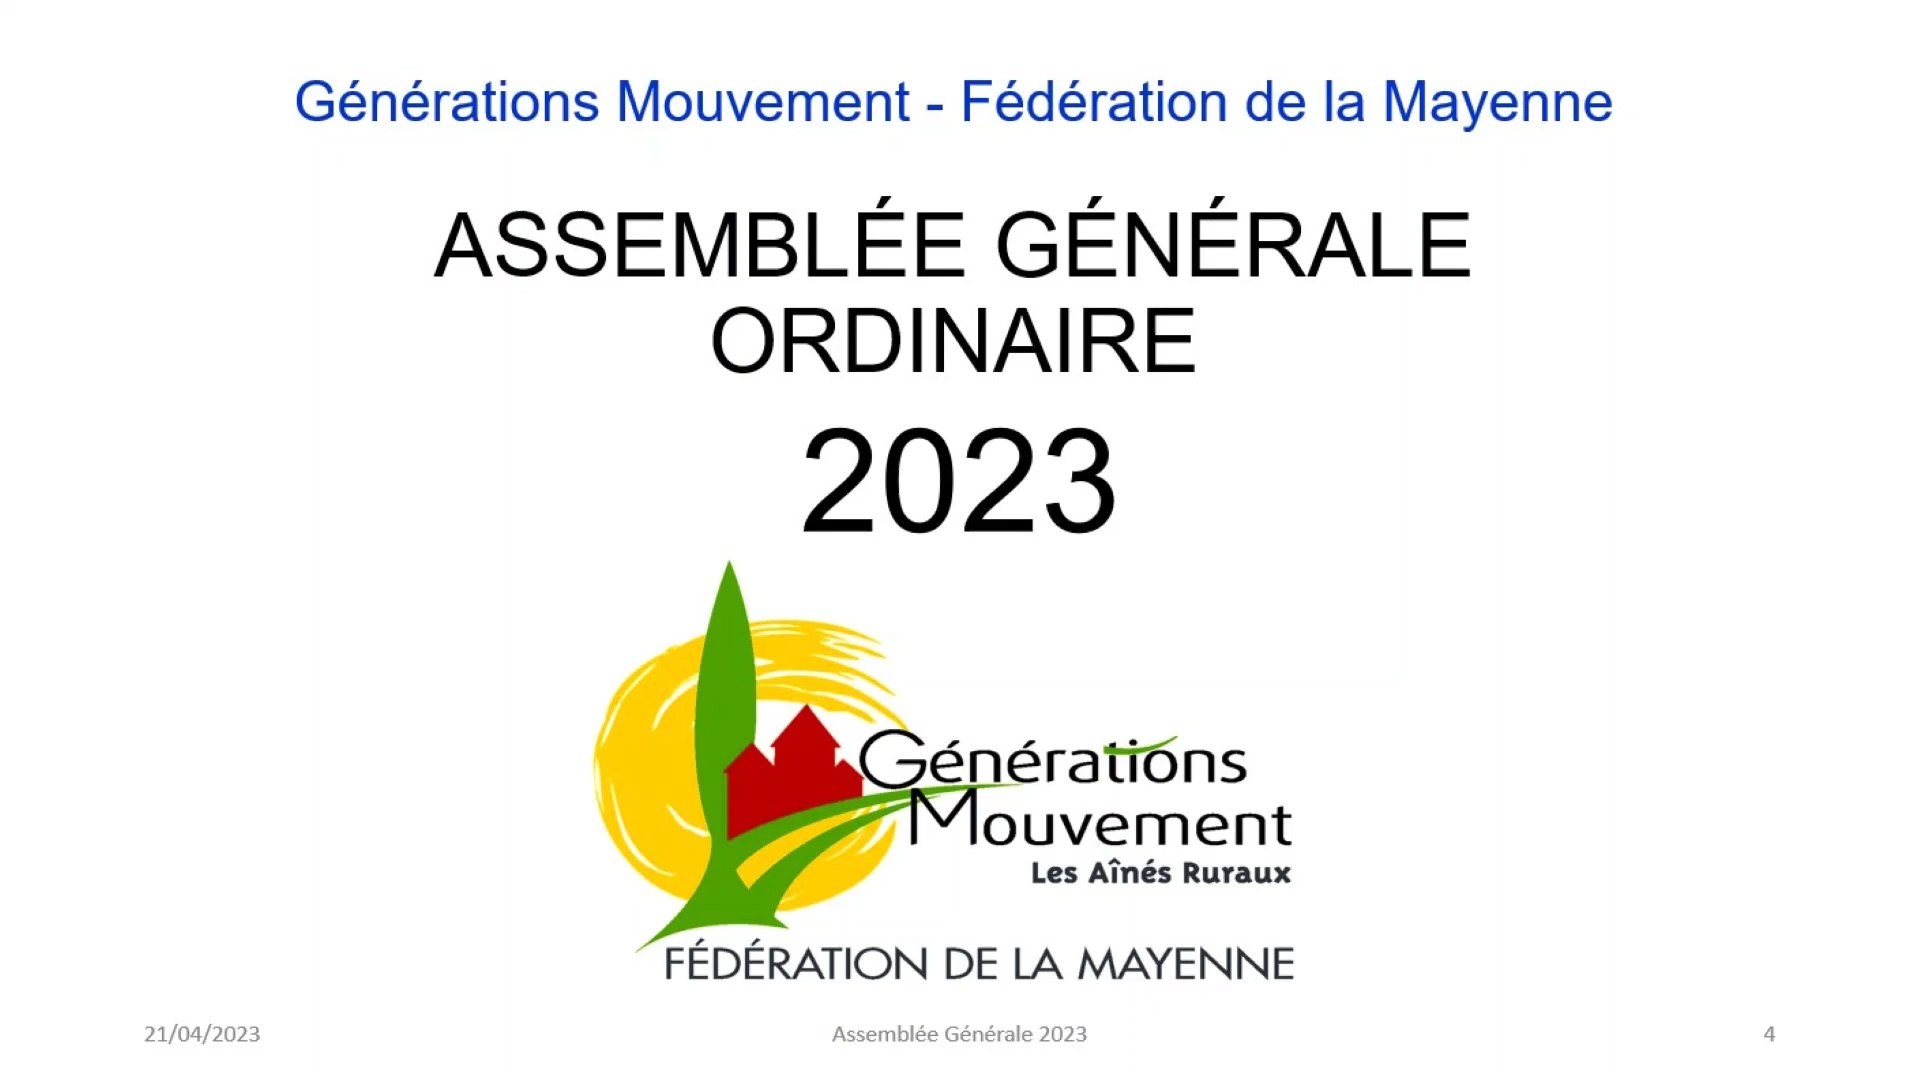 Générations Mouvement - Fédération de la Mayenne
ASSEMBLÉE GÉNÉRALE
ORDINAIRE
2023
Générations
Mouvement
Les Aînés Ruraux
FÉDÉRATION DE LA MAYENNE
21/04/2023
Assemblée Générale 2023
4